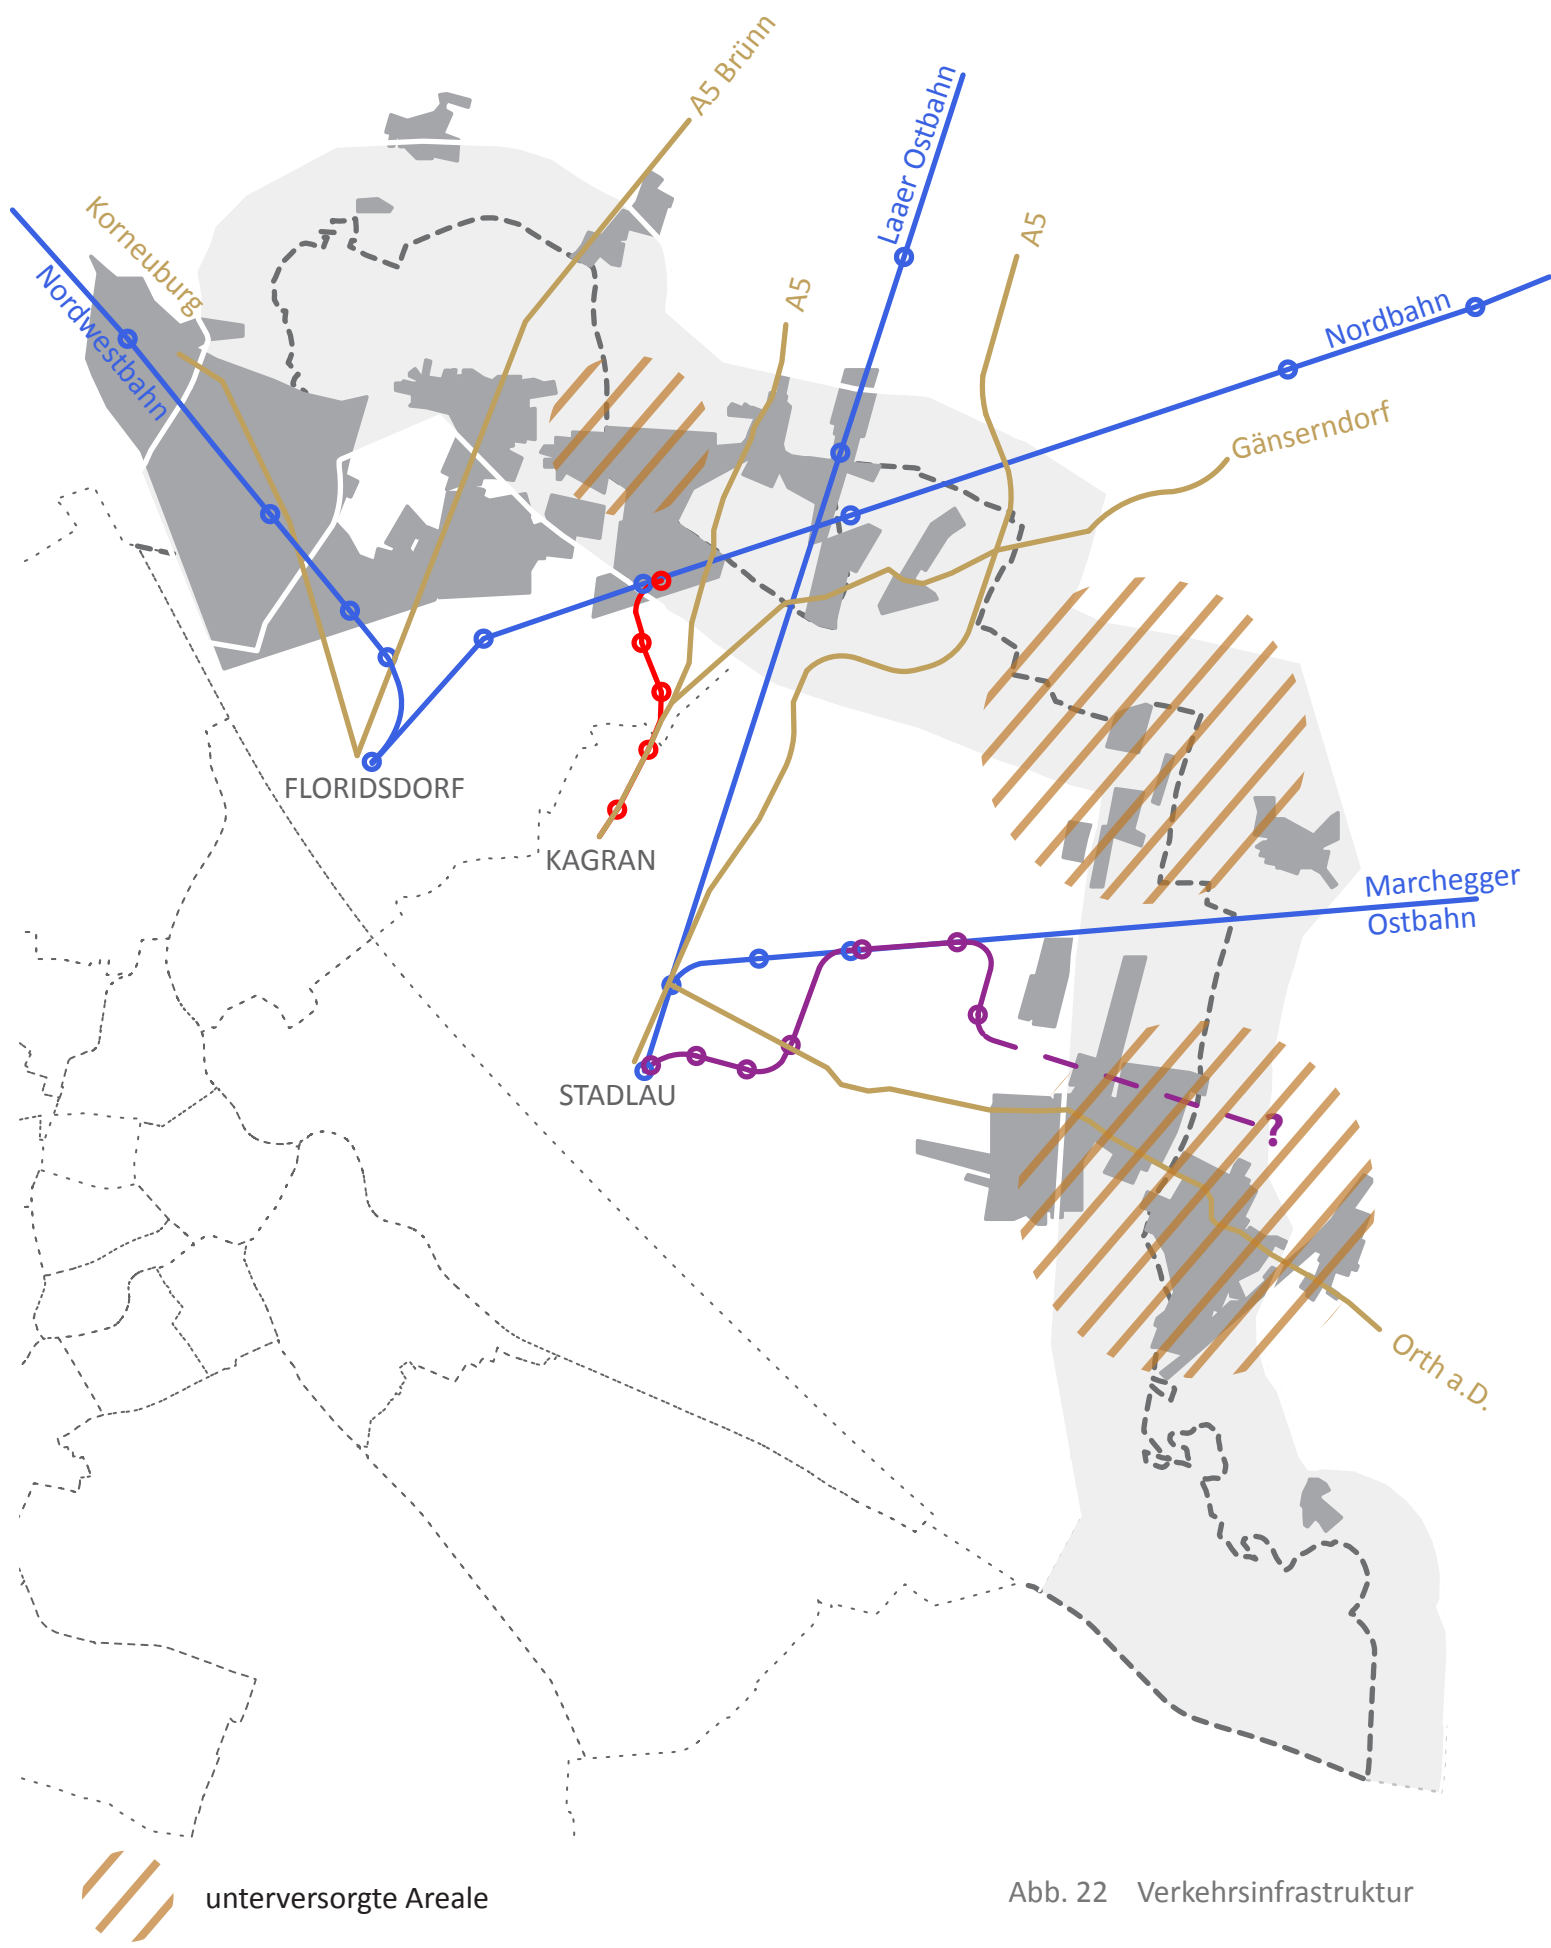 A5 Brünn
Laaer Ostbahn
Korneuburg
Nordwestbahn
A5
A5
Nordbahn
Gänserndorf
FLORIDSDORF
KAGRAN
Marchegger
Ostbahn
STADLAU
?
Orth a.D.
unterversorgte Areale
Abb. 22 Verkehrsinfrastruktur